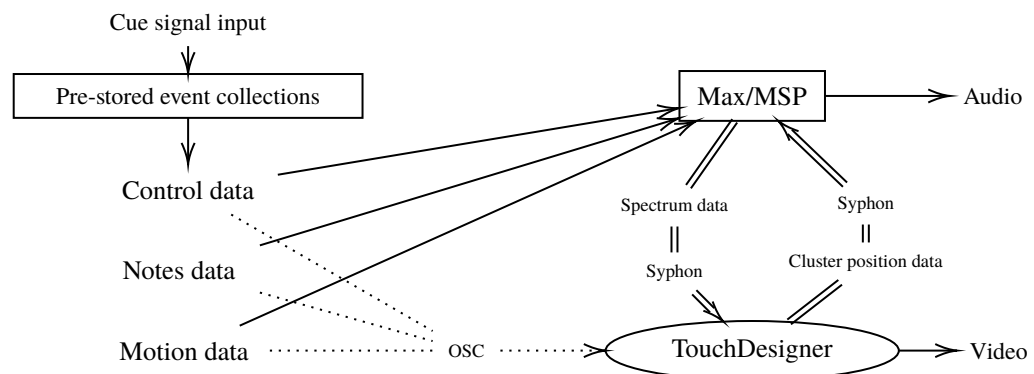 Cue signal input
Pre-stored event collections
Max/MSP
Audio
Control data
Spectrum data
Syphon
Notes data
Syphon
Cluster position data
Motion data
OSC
TouchDesigner
Video